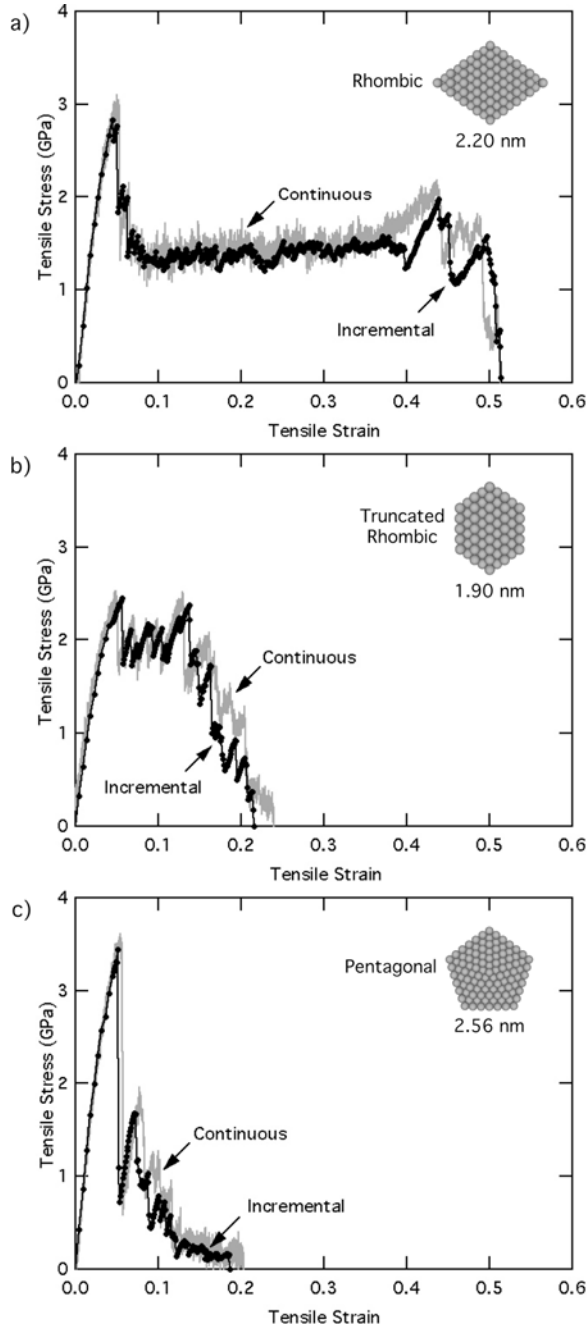 a)
4
3
2
1
0
Tensile Stress (GPa)
Rhombic
2.20 nm
Continuous
Incremental
0.0 0.1 0.2 0.3 0.4 0.5 0.6
Tensile Strain
b)
4
3
2
1
0
Tensile Stress (GPa)
Truncated
Rhombic
1.90 nm
Continuous
Incremental
0.0 0.1 0.2 0.3 0.4 0.5 0.6
Tensile Strain
c)
4
3
2
1
0
Tensile Stress (GPa)
Pentagonal
2.56 nm
Continuous
Incremental
0.0 0.1 0.2 0.3 0.4 0.5 0.6
Tensile Strain